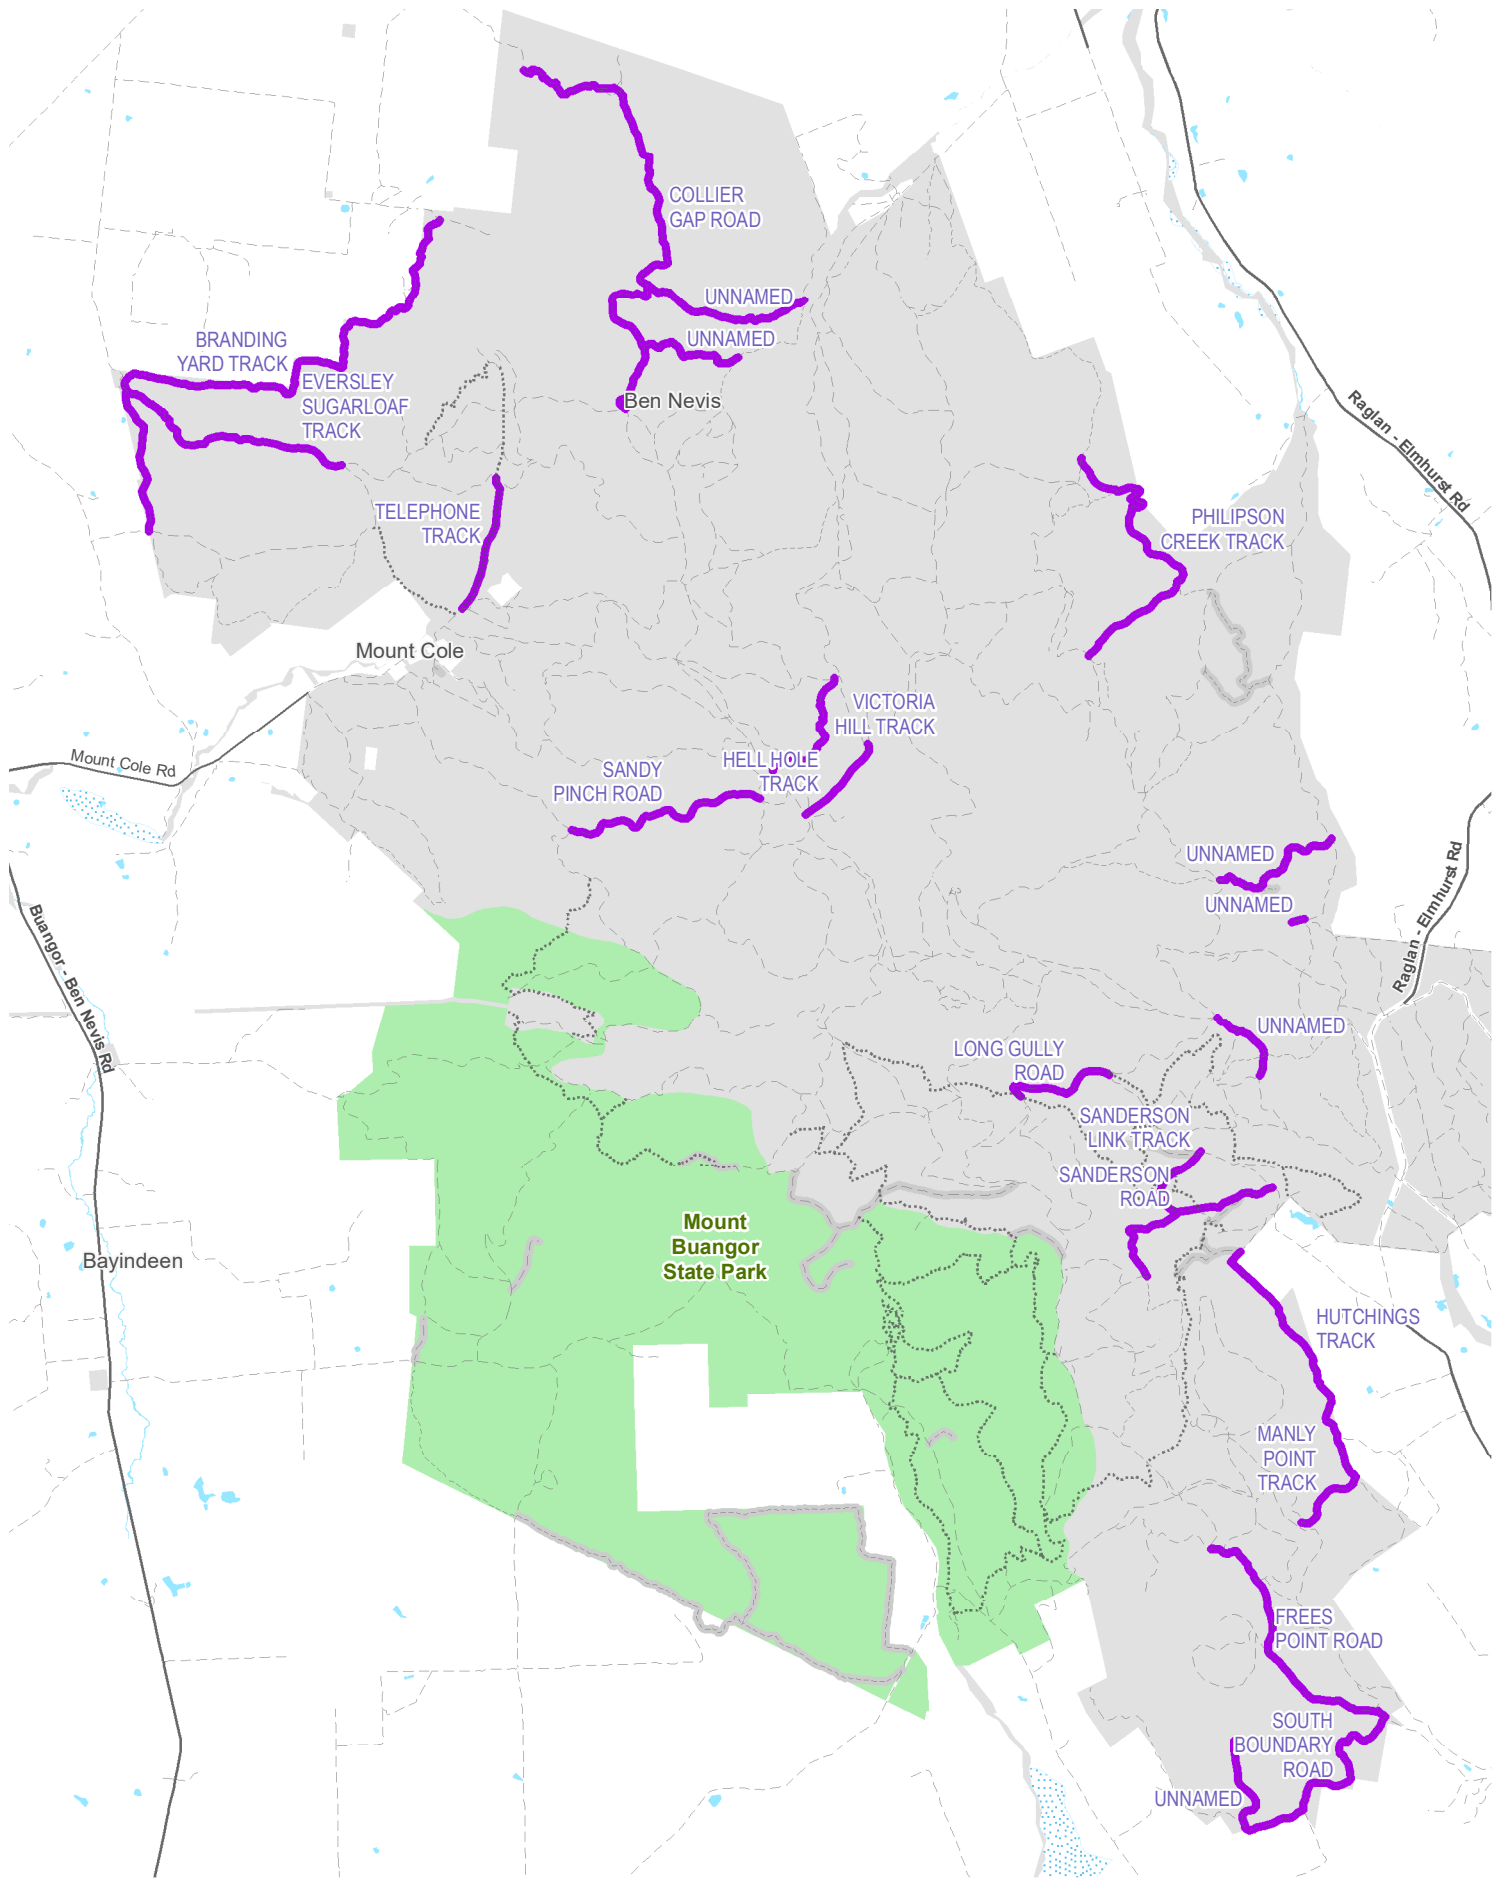 COLLIER
GAP ROAD
UNNAMED
UNNAMED
BRANDING
YARD TRACK
EVERSLEY
SUGARLOAF
TRACK
Ben Nevis
Raglan - Elmhurst Rd
TELEPHONE
TRACK
PHILIPSON
CREEK TRACK
Mount Cole
VICTORIA
HILL TRACK
Mount Cole Rd
HELL HOLE
TRACK
SANDY
PINCH ROAD
UNNAMED
UNNAMED
Raglan - Elmhurst Rd
Buangor - Ben Nevis Rd
UNNAMED
LONG GULLY
ROAD
SANDERSON
LINK TRACK
SANDERSON
ROAD
Mount
Buangor
State Park
Bayindeen
HUTCHINGS
TRACK
MANLY
POINT
TRACK
FREES
POINT ROAD
SOUTH
BOUNDARY
ROAD
UNNAMED